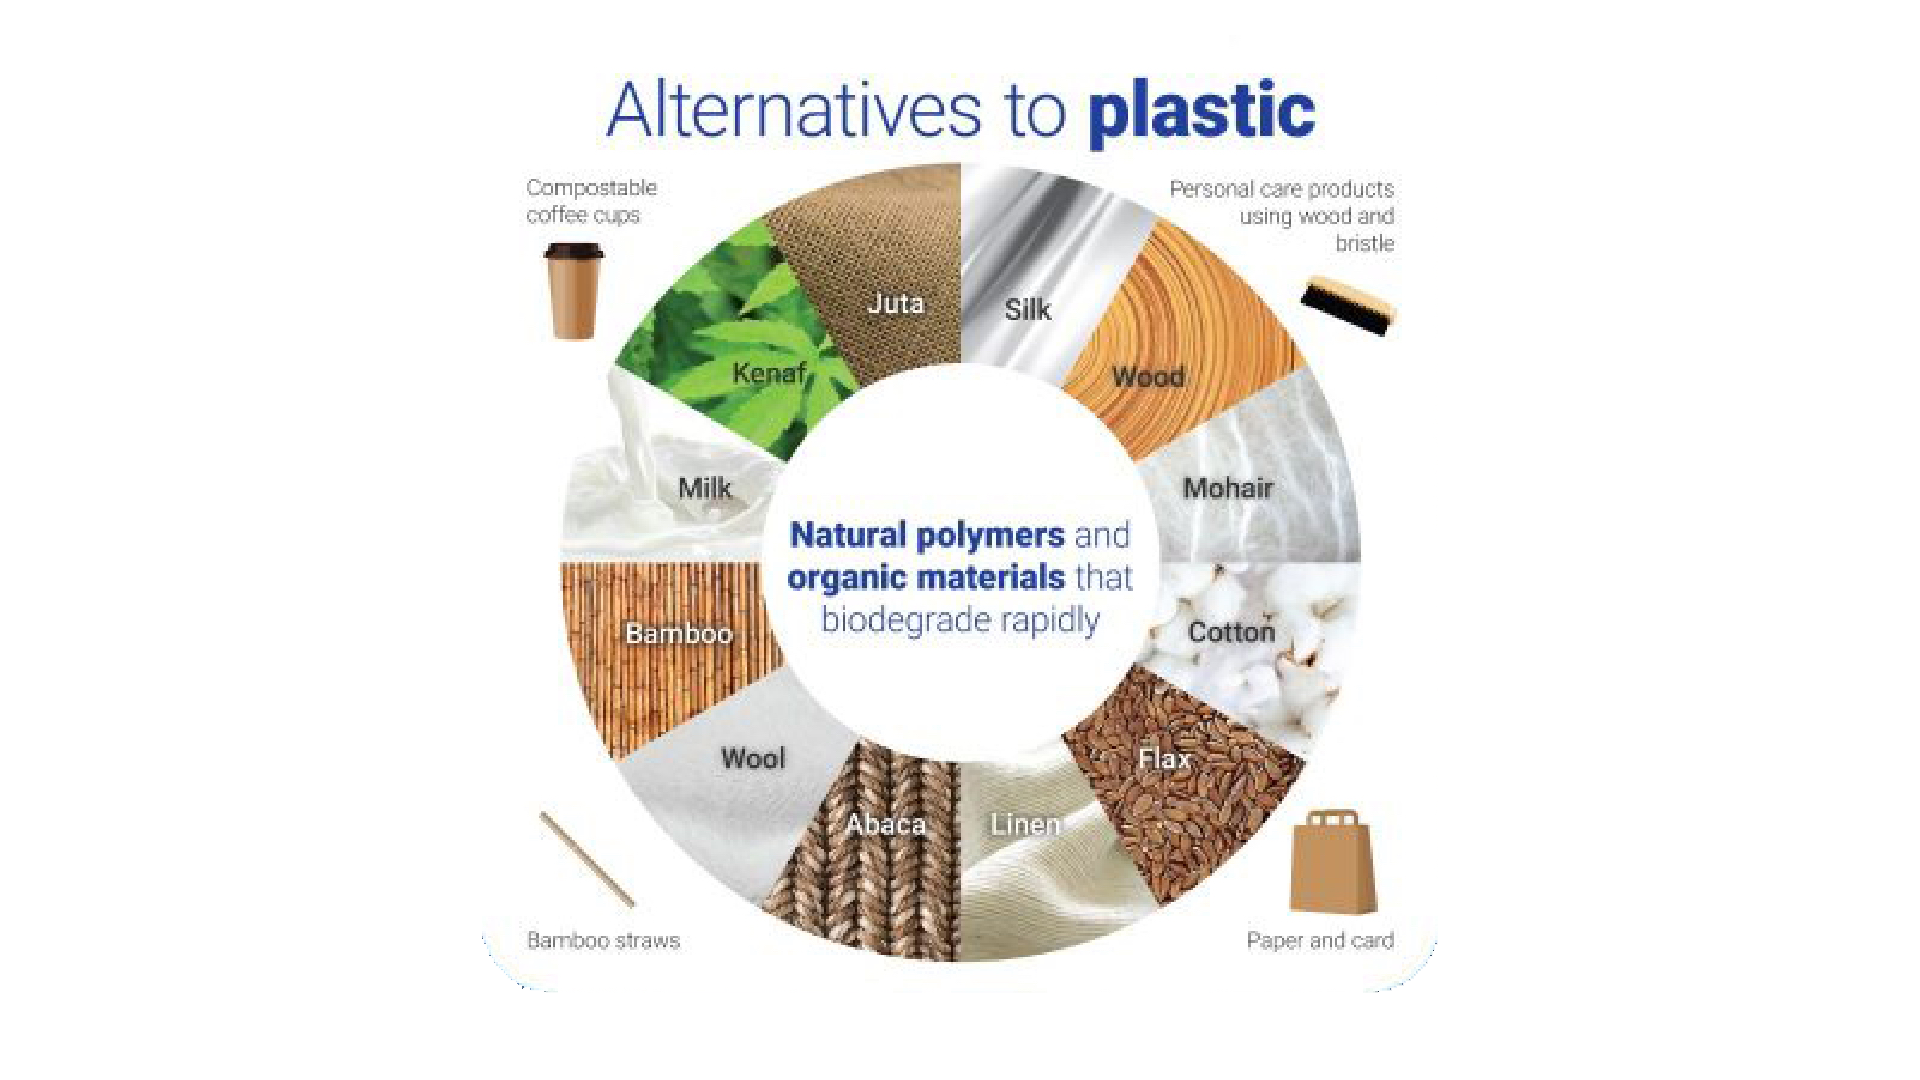 Alternatives to plastic
Compostable
coffee cups
Personal care products
using wood and
bristle
Juta
Silk
Kenaf
Wood
Milk
Mohair
Natural polymers and
organic materials that
biodegrade rapidly
Bamboo
Cotton
Wool
Flax
Abaca
Linen
Bamboo straws
Paper and card